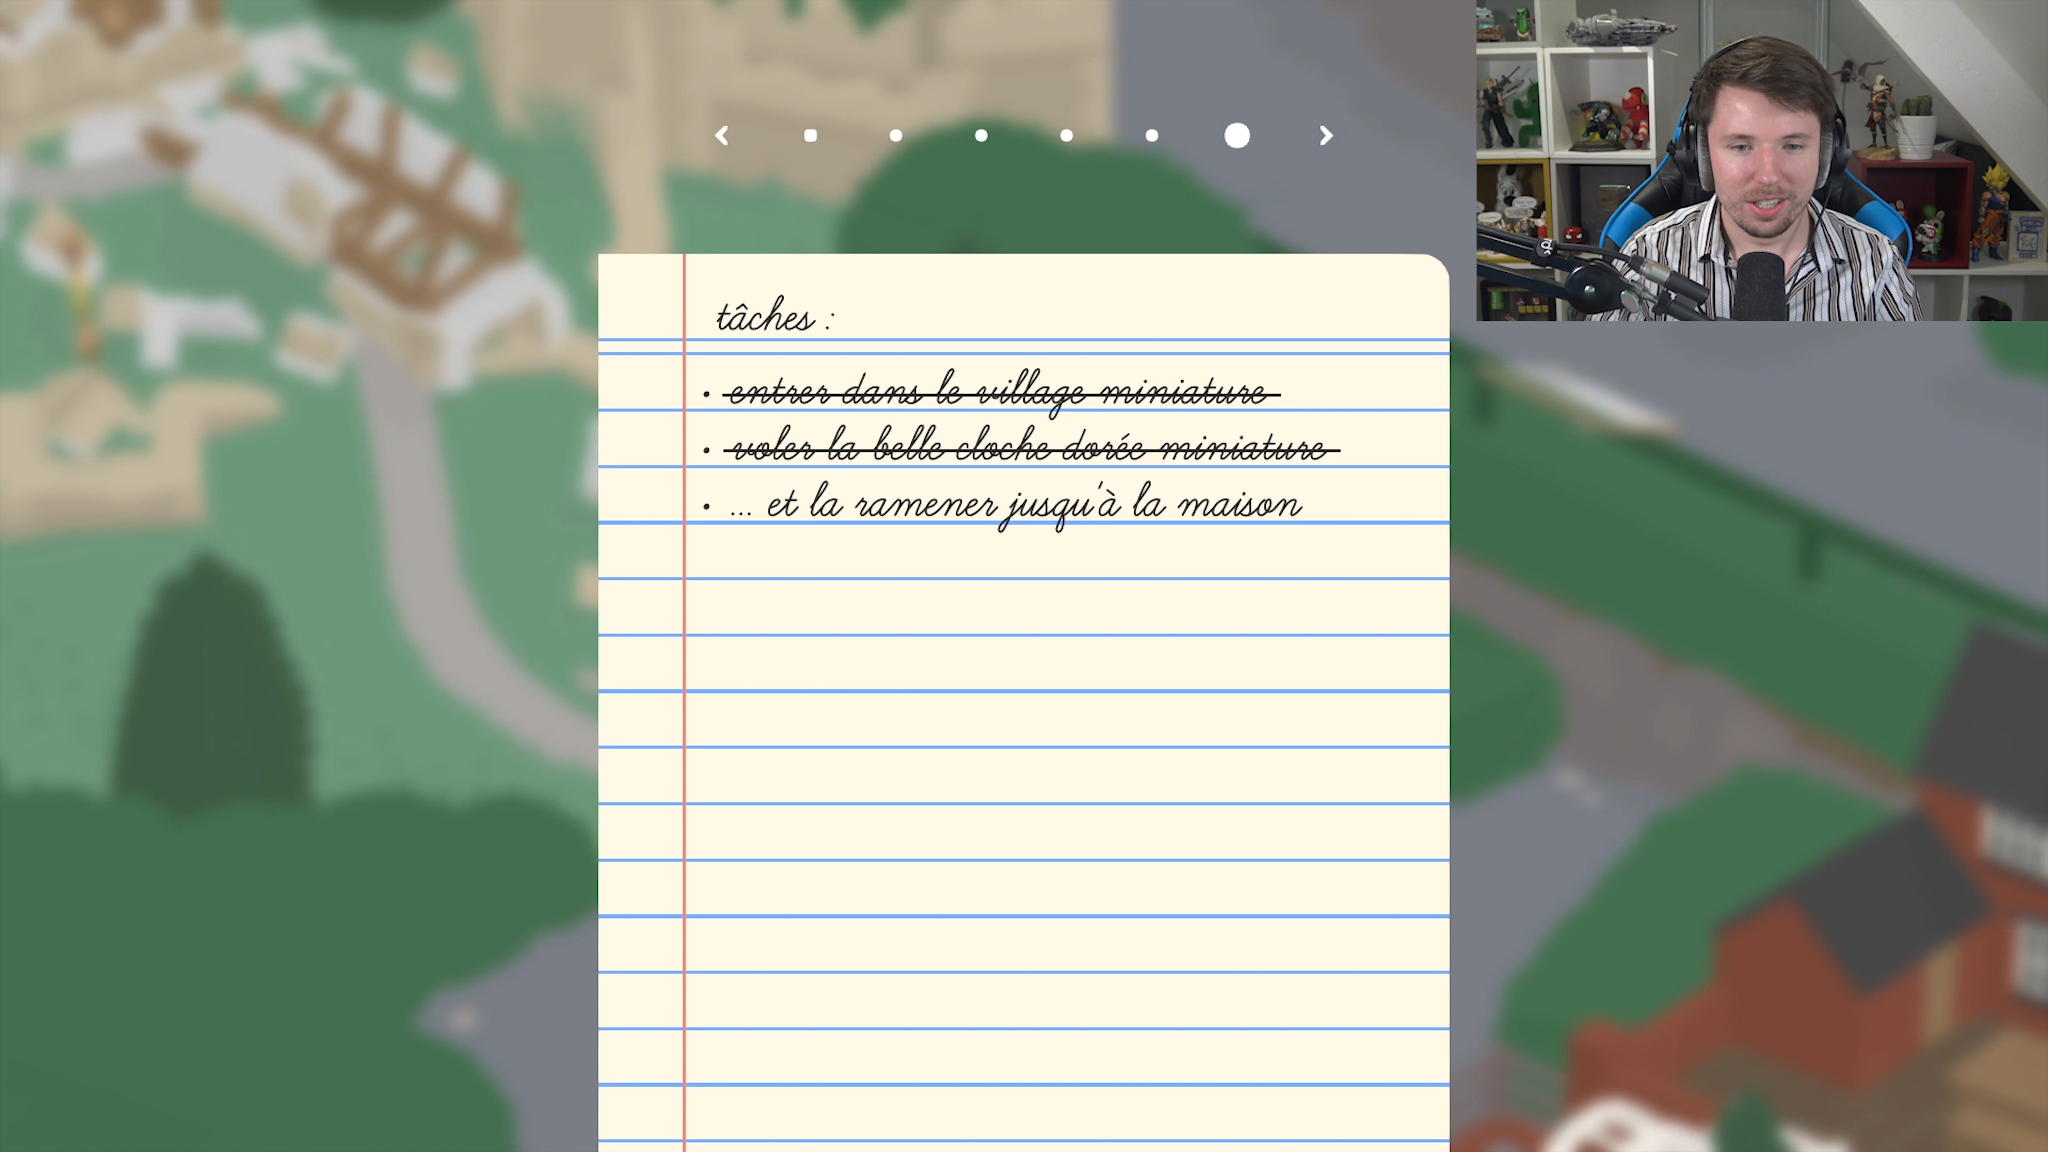 tâches :
• entrer dans le village miniature
• voler la belle cloche dorée miniature
• ... et la ramener jusqu'à la maison